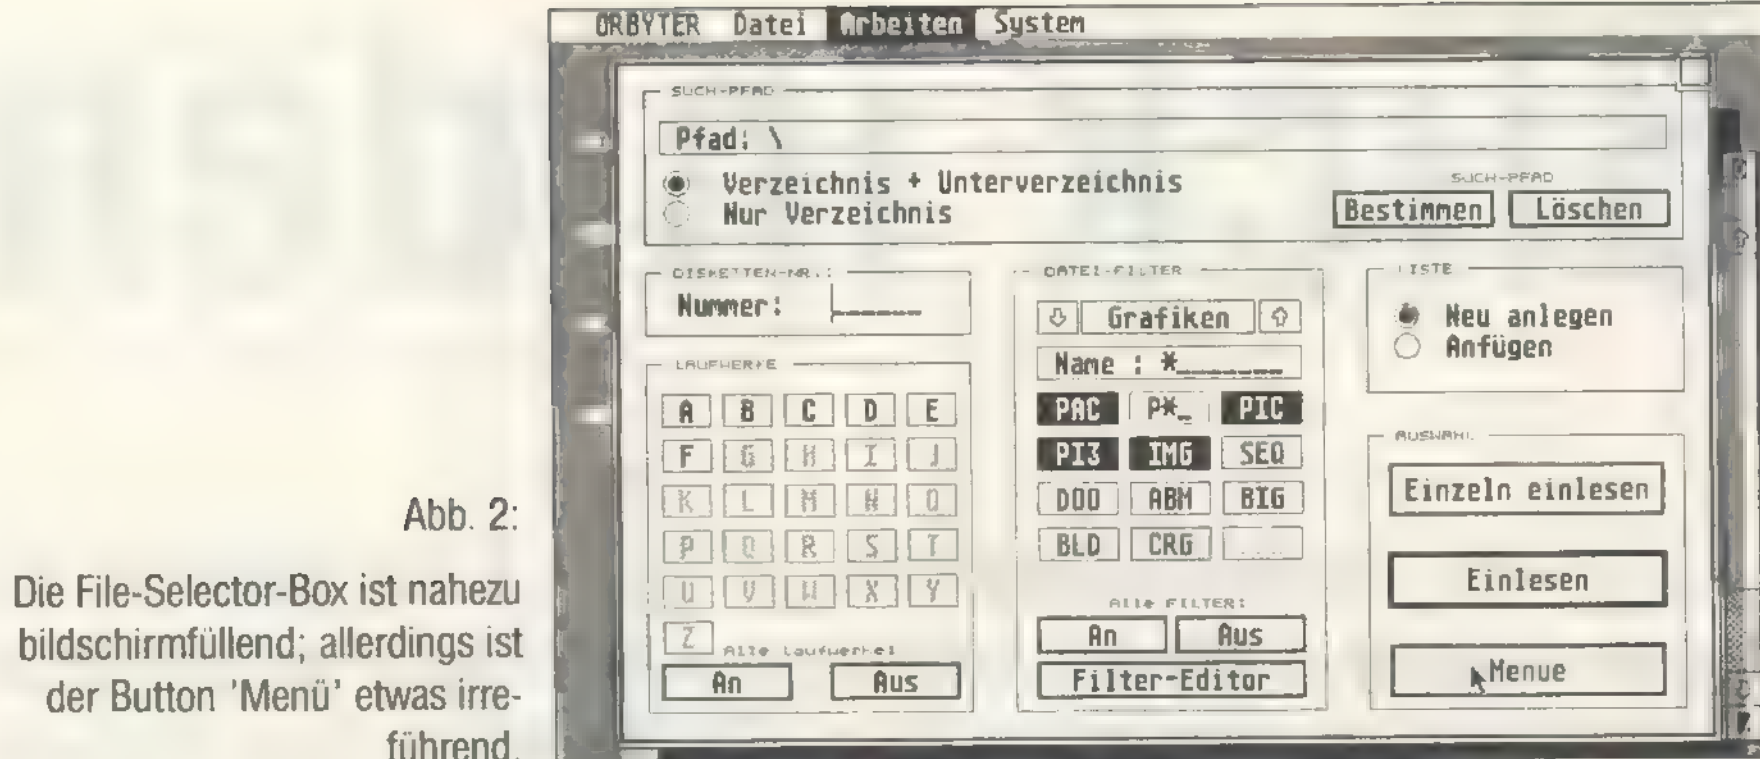 ORBYTER Datei Arbeiten System
SUCH-PFAD
Pfad: \
Verzeichnis + Unterverzeichnis
Nur Verzeichnis
SUCH-PFAD
Bestimmen Löschen
DISKETTEN-NR.:
Nummer:
LAUFWERKE
A B C D E
F G H I J
K L M N O
P Q R S T
U V W X Y
Z
Alle Laufwerke:
An Aus
DATEI-FILTER
Grafiken
Name : *_______
PAC P*_ PIC
PI3 IMG SEQ
DOO ABM BIG
BLD CRG
Alle FILTER:
An Aus
Filter-Editor
LISTE
Neu anlegen
Anfügen
AUSWAHL
Einzeln einlesen
Einlesen
Menue
Abb. 2:
Die File-Selector-Box ist nahezu
bildschirmfüllend; allerdings ist
der Button 'Menü' etwas irre-
führend.